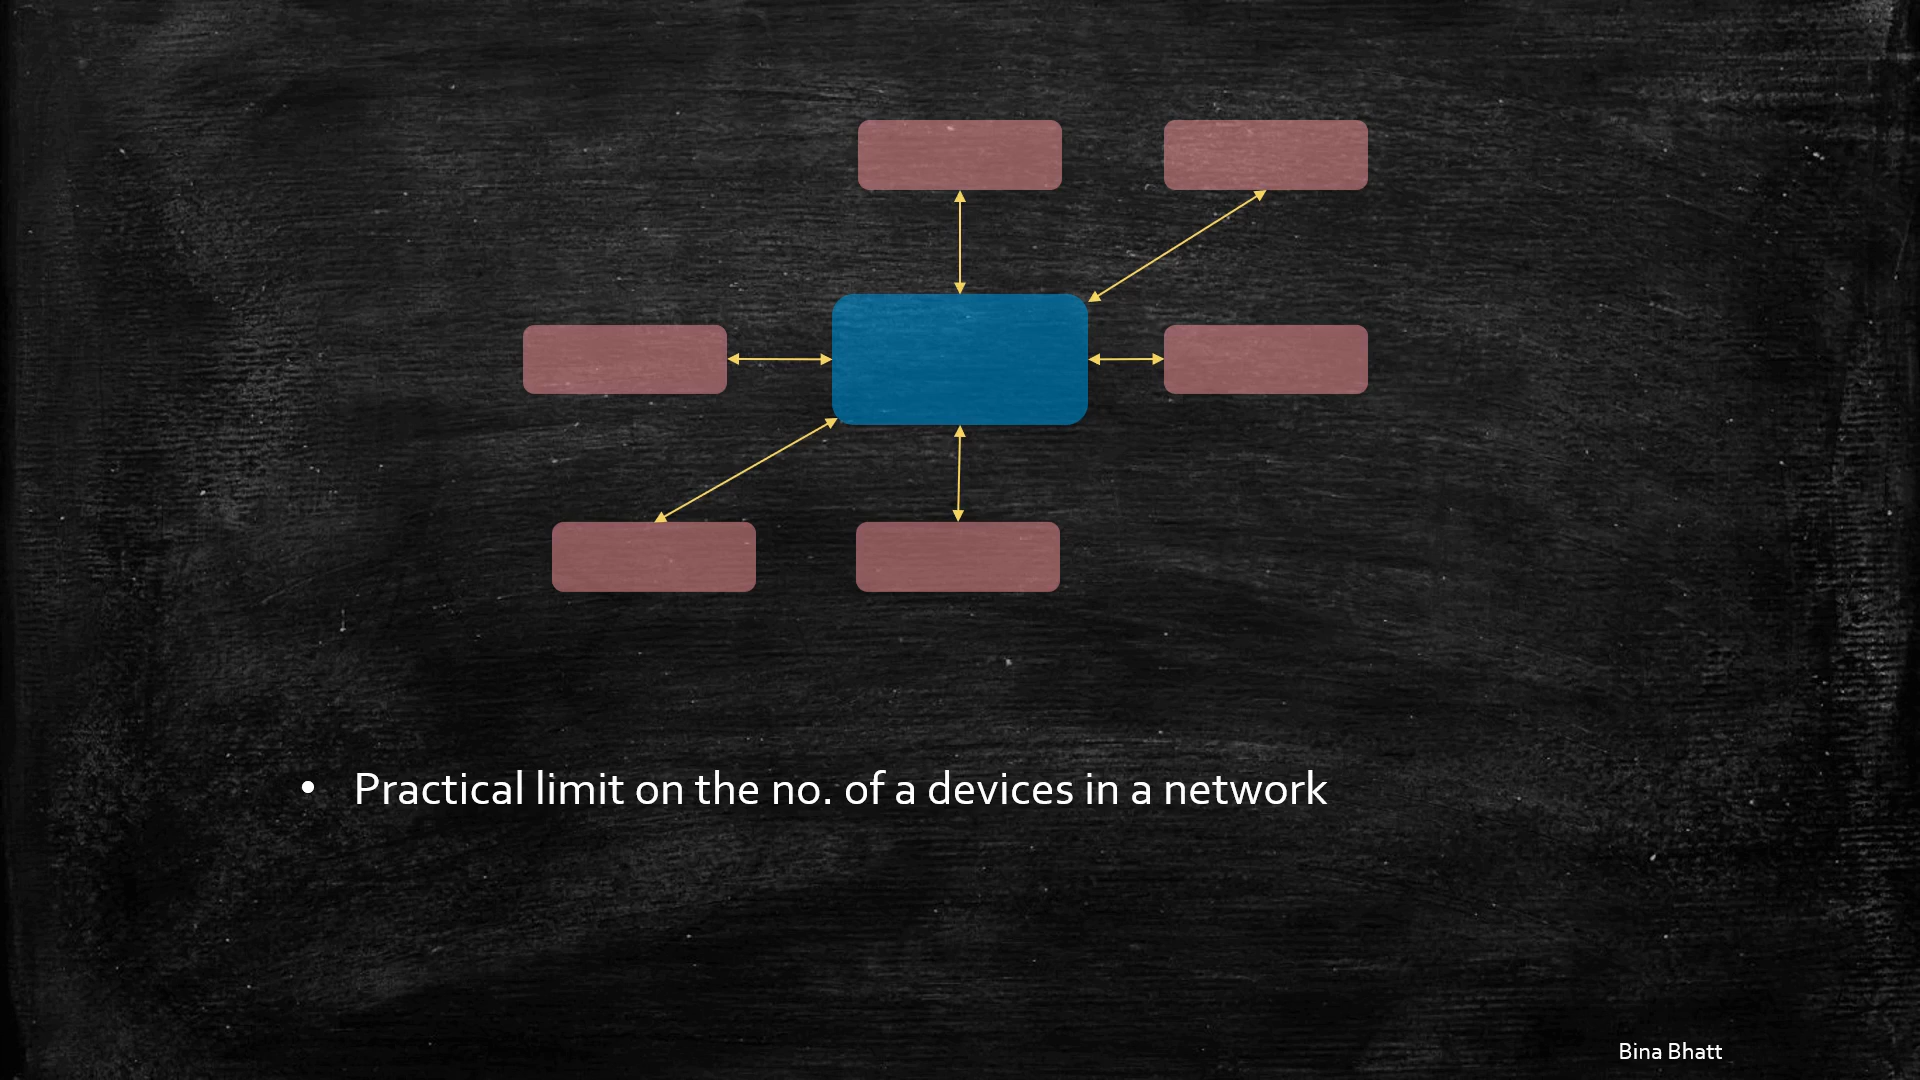 • Practical limit on the no. of a devices in a network
Bina Bhatt